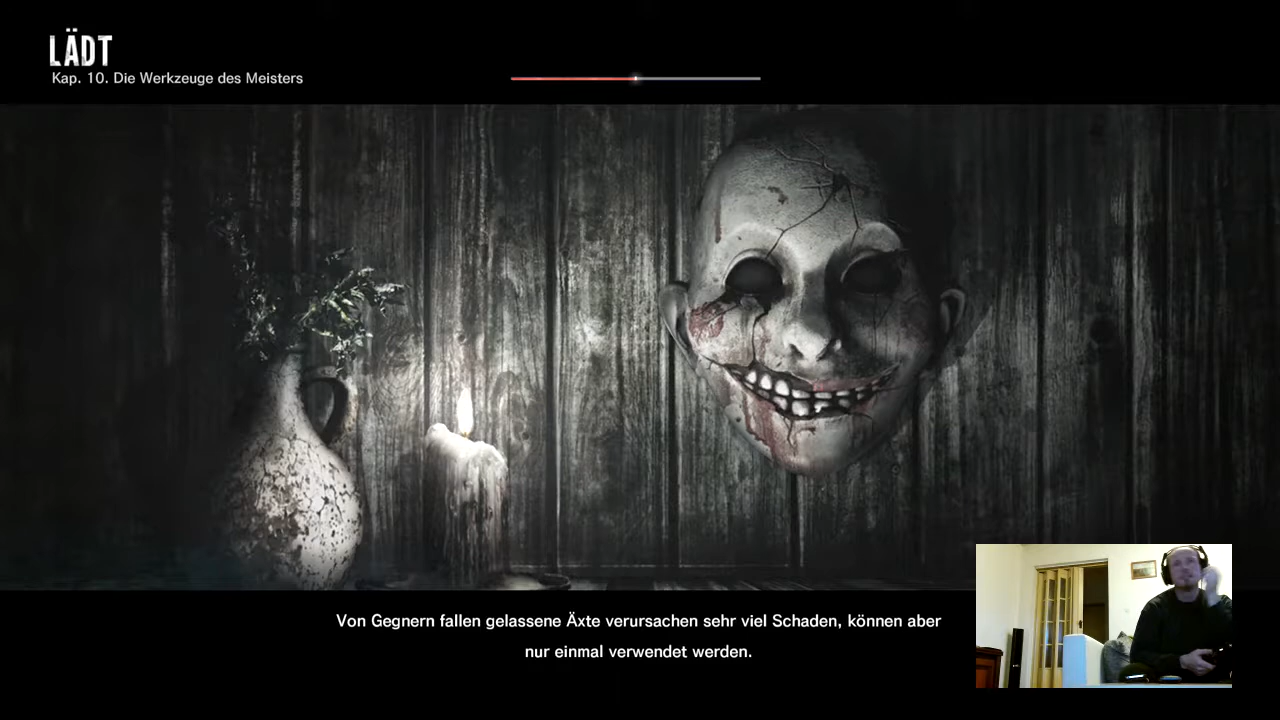 LÄDT
Kap. 10. Die Werkzeuge des Meisters
Von Gegnern fallen gelassene Äxte verursachen sehr viel Schaden, können aber
nur einmal verwendet werden.